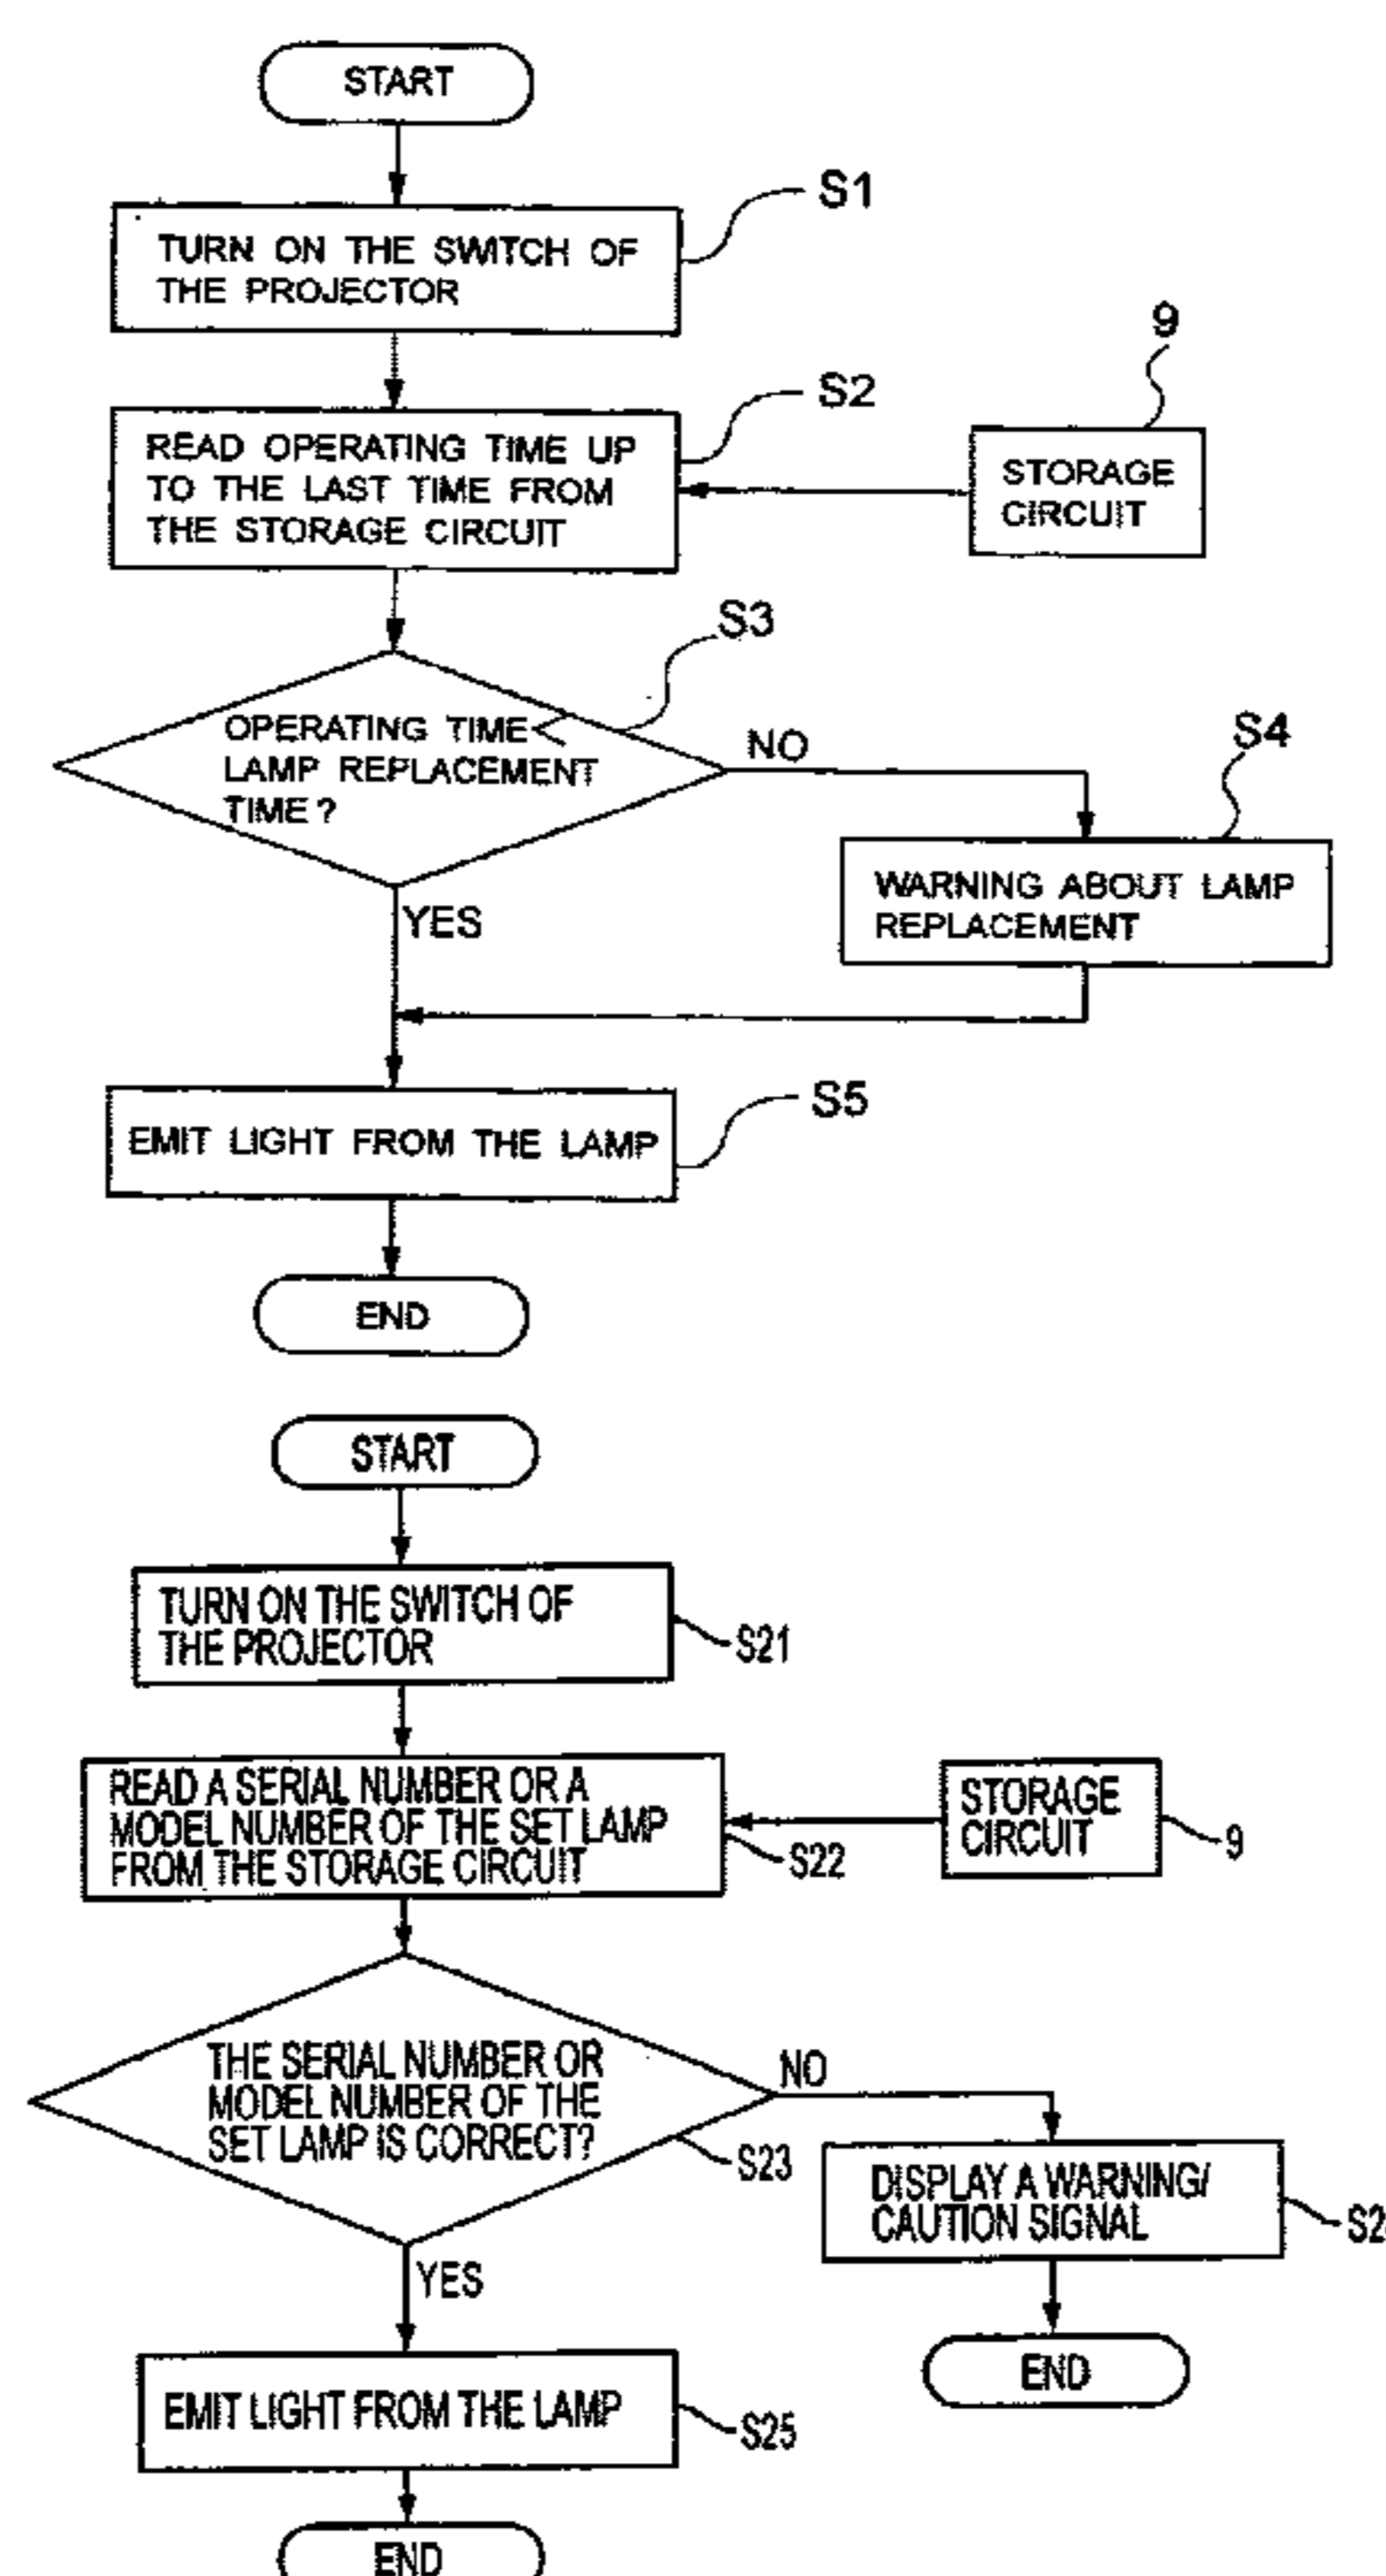 START
S1
TURN ON THE SWITCH OF
THE PROJECTOR
9
S2
READ OPERATING TIME UP
TO THE LAST TIME FROM
THE STORAGE CIRCUIT
STORAGE
CIRCUIT
S3
OPERATING TIME <
LAMP REPLACEMENT
TIME ?
NO
S4
WARNING ABOUT LAMP
REPLACEMENT
YES
S5
EMIT LIGHT FROM THE LAMP
END
START
TURN ON THE SWITCH OF
THE PROJECTOR
S21
READ A SERIAL NUMBER OR A
MODEL NUMBER OF THE SET LAMP
FROM THE STORAGE CIRCUIT
S22
STORAGE
CIRCUIT
9
THE SERIAL NUMBER OR
MODEL NUMBER OF THE
SET LAMP IS CORRECT?
NO
S23
DISPLAY A WARNING/
CAUTION SIGNAL
YES
END
EMIT LIGHT FROM THE LAMP
S25
END